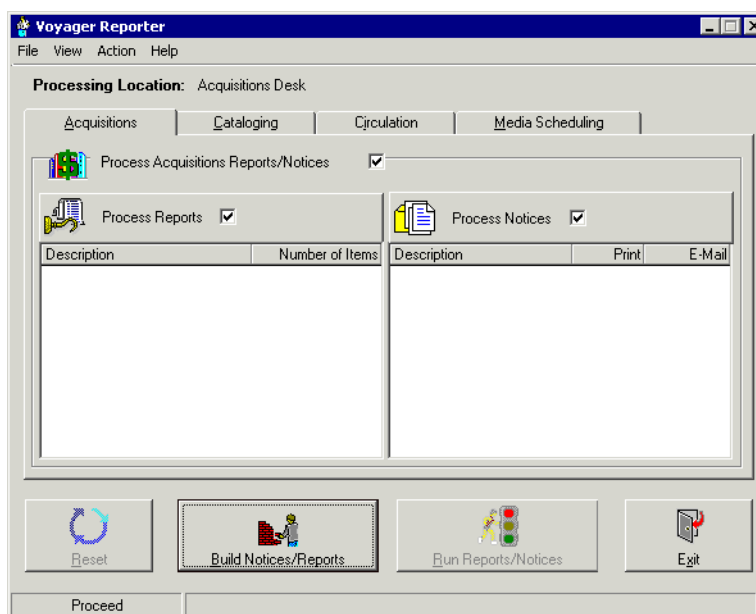 Voyager Reporter
File View Action Help
Processing Location: Acquisitions Desk
Acquisitions Cataloging Circulation Media Scheduling
Process Acquisitions Reports/Notices
Process Reports Process Notices
Description Number of Items Description Print E-Mail
Reset Build Notices/Reports Run Reports/Notices Exit
Proceed